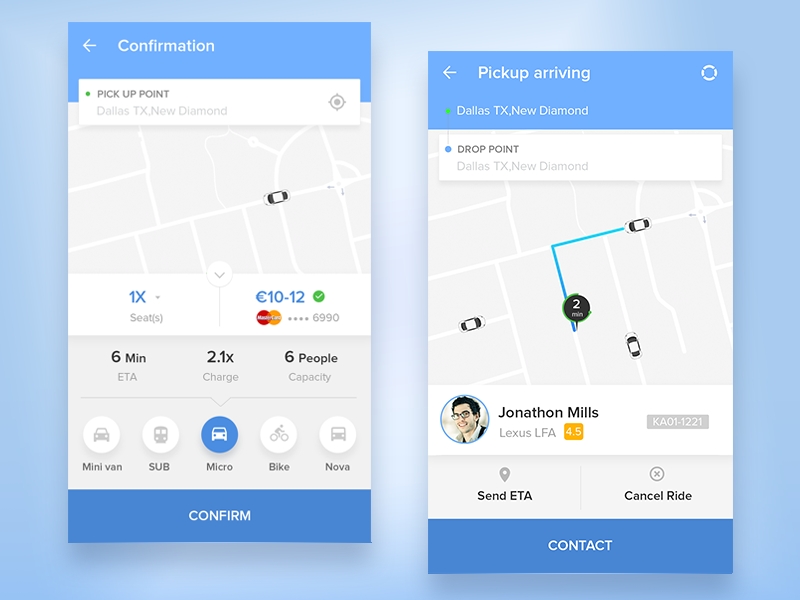 Confirmation
PICK UP POINT
Dallas TX,New Diamond
1X
Seat(s)
€10-12
MasterCard
•••• 6990
6 Min
ETA
2.1x
Charge
6 People
Capacity
Mini van
SUB
Micro
Bike
Nova
CONFIRM
Pickup arriving
Dallas TX,New Diamond
DROP POINT
Dallas TX,New Diamond
2
min
Jonathon Mills
Lexus LFA
4.5
KA01-1221
Send ETA
Cancel Ride
CONTACT